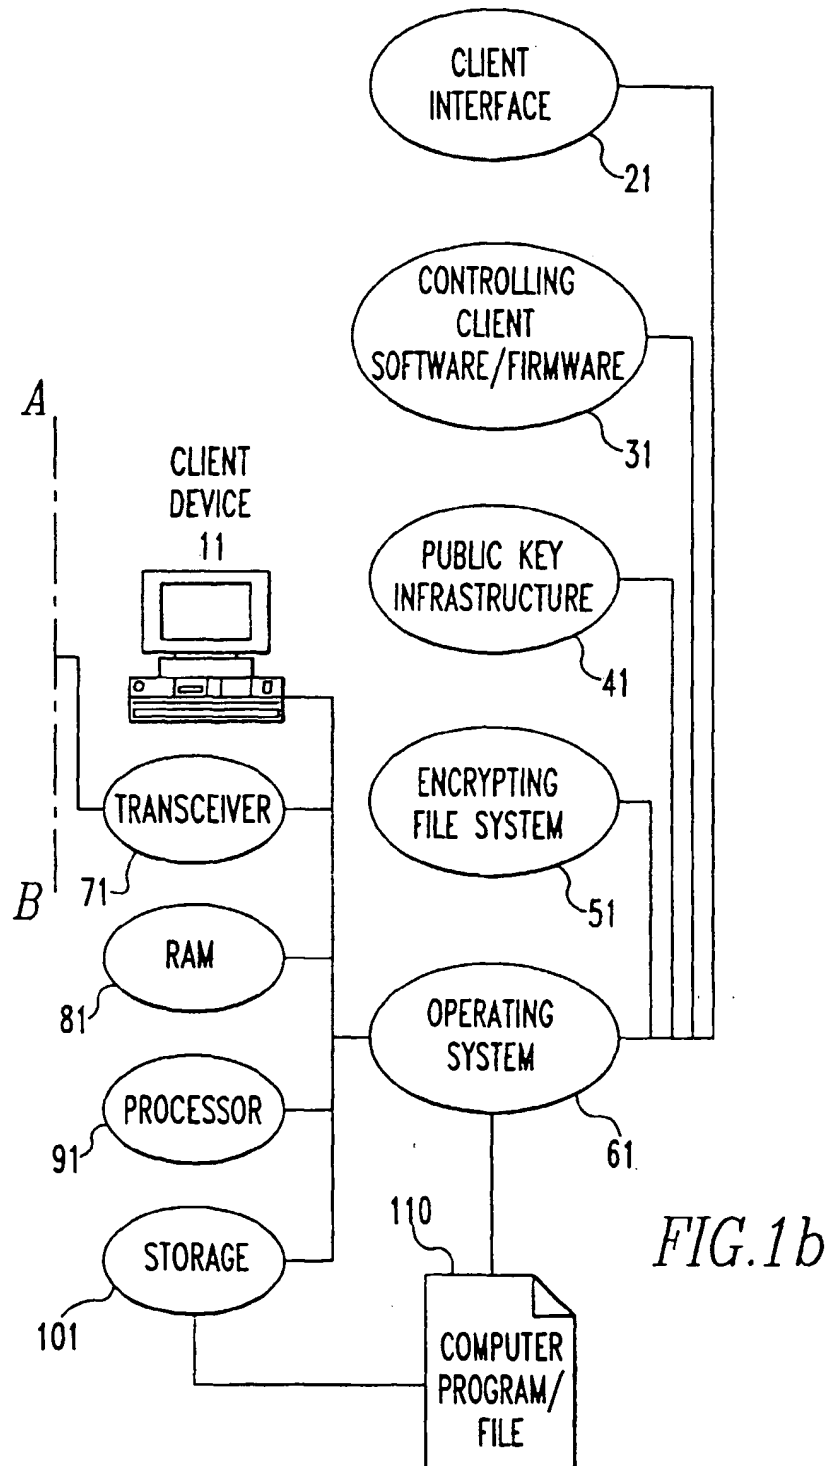 CLIENT
INTERFACE
21
CONTROLLING
CLIENT
SOFTWARE/FIRMWARE
31
A
CLIENT
DEVICE
11
PUBLIC KEY
INFRASTRUCTURE
41
ENCRYPTING
FILE SYSTEM
51
TRANSCEIVER
71
B
RAM
81
OPERATING
SYSTEM
61
PROCESSOR
91
110
STORAGE
101
FIG.1b
COMPUTER
PROGRAM/
FILE